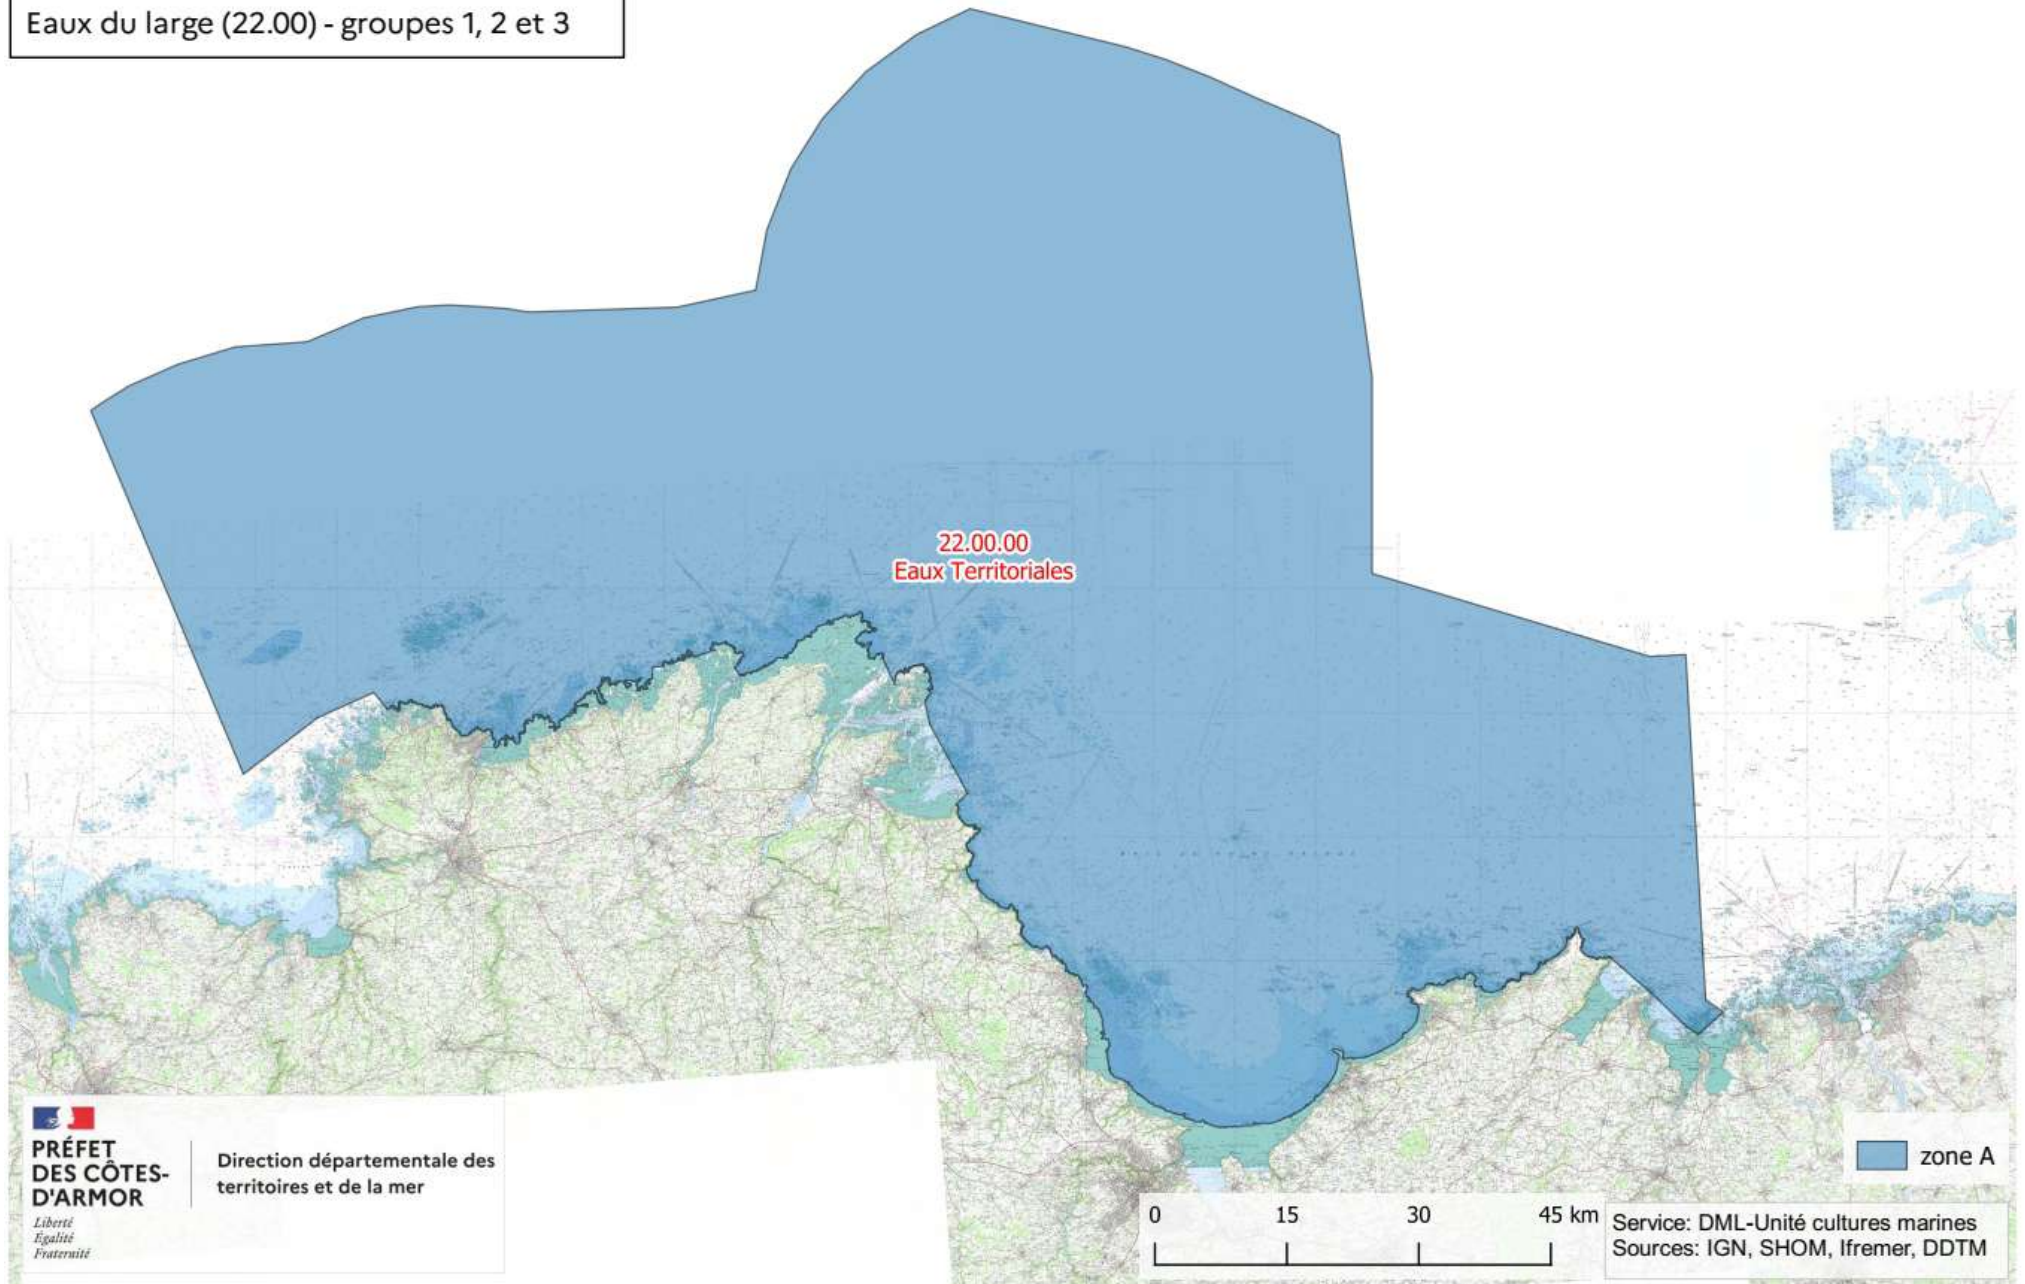 Eaux du large (22.00) - groupes 1, 2 et 3
22.00.00
Eaux Territoriales
PRÉFET
DES CÔTES-
D'ARMOR
Liberté
Égalité
Fraternité
Direction départementale des
territoires et de la mer
zone A
0 15 30 45 km
Service: DML-Unité cultures marines
Sources: IGN, SHOM, Ifremer, DDTM